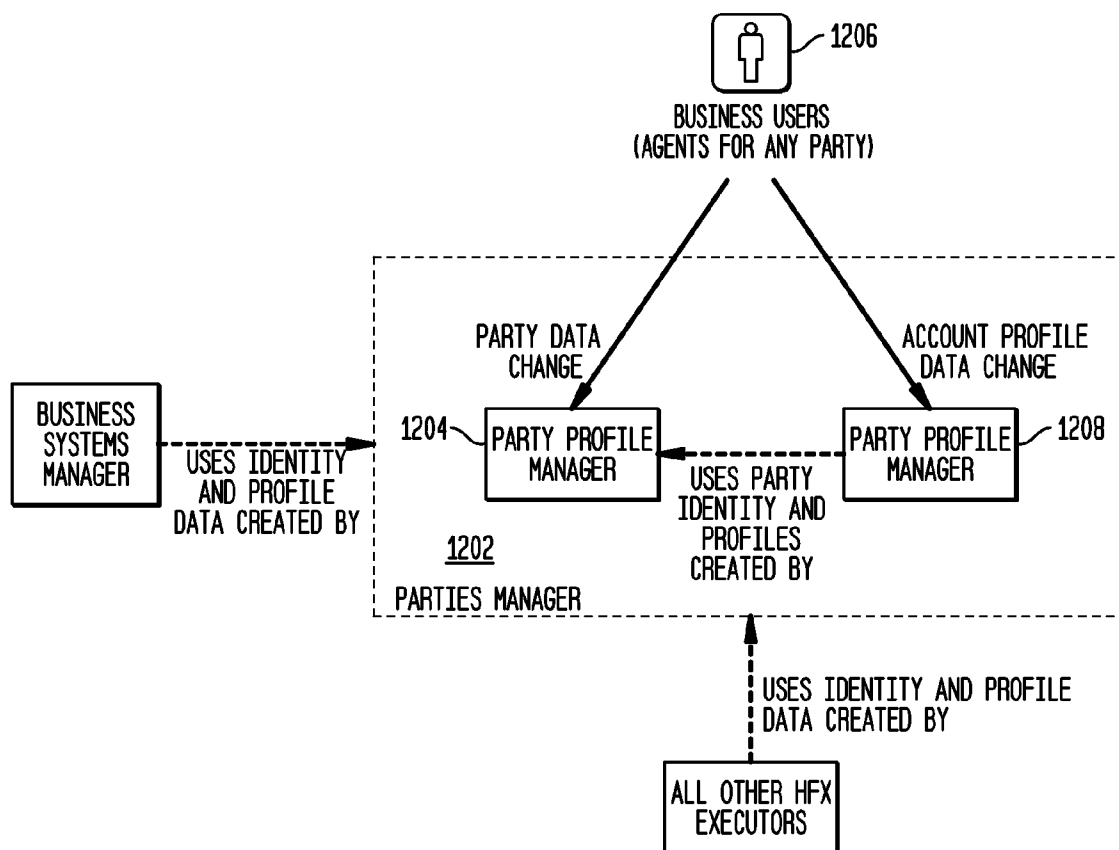 1206
BUSINESS USERS
(AGENTS FOR ANY PARTY)
PARTY DATA
CHANGE
ACCOUNT PROFILE
DATA CHANGE
BUSINESS
SYSTEMS
MANAGER
USES IDENTITY
AND PROFILE
DATA CREATED BY
1204
PARTY PROFILE
MANAGER
USES PARTY
IDENTITY AND
PROFILES
CREATED BY
PARTY PROFILE
MANAGER
1208
1202
PARTIES MANAGER
USES IDENTITY AND PROFILE
DATA CREATED BY
ALL OTHER HFX
EXECUTORS